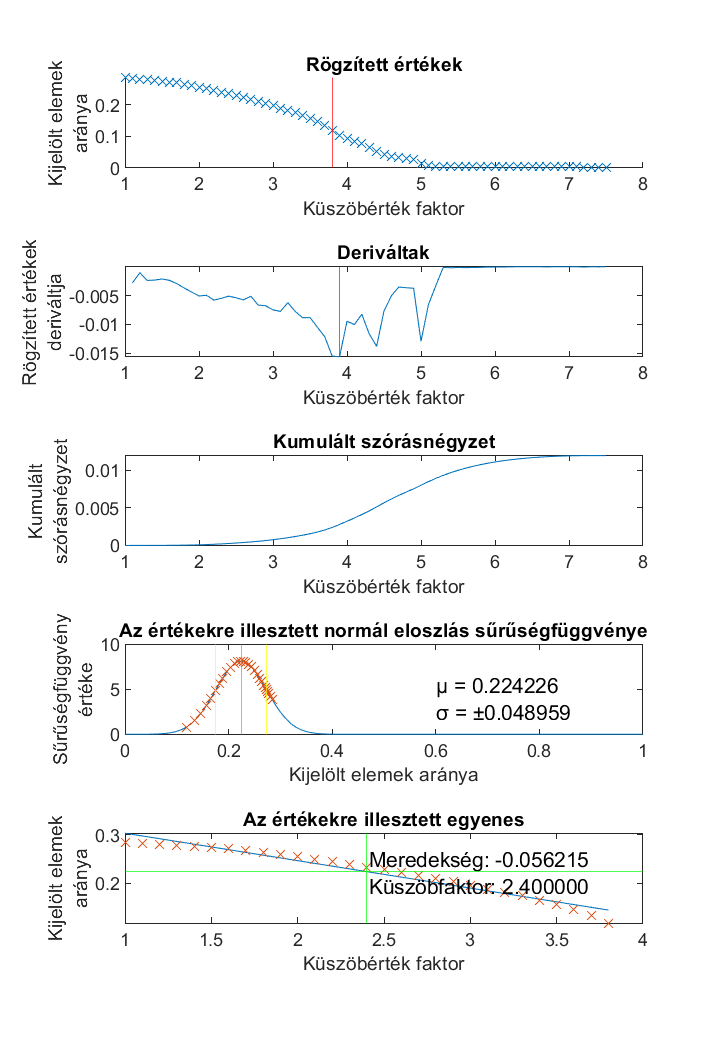 Rögzített értékek
Kijelölt elemek
aránya
0.2
0.1
0
1 2 3 4 5 6 7 8
Küszöbérték faktor
Deriváltak
Rögzített értékek
deriváltja
-0.005
-0.01
-0.015
1 2 3 4 5 6 7 8
Küszöbérték faktor
Kumulált szórásnégyzet
Kumulált
szórásnégyzet
0.01
0.005
0
1 2 3 4 5 6 7 8
Küszöbérték faktor
Az értékekre illesztett normál eloszlás sűrűségfüggvénye
Sűrűségfüggvény
értéke
10
5
0
μ = 0.224226
σ = ±0.048959
0 0.2 0.4 0.6 0.8 1
Kijelölt elemek aránya
Az értékekre illesztett egyenes
Kijelölt elemek
aránya
0.3
0.2
Meredekség: -0.056215
Küszöbfaktor: 2.400000
1 1.5 2 2.5 3 3.5 4
Küszöbérték faktor